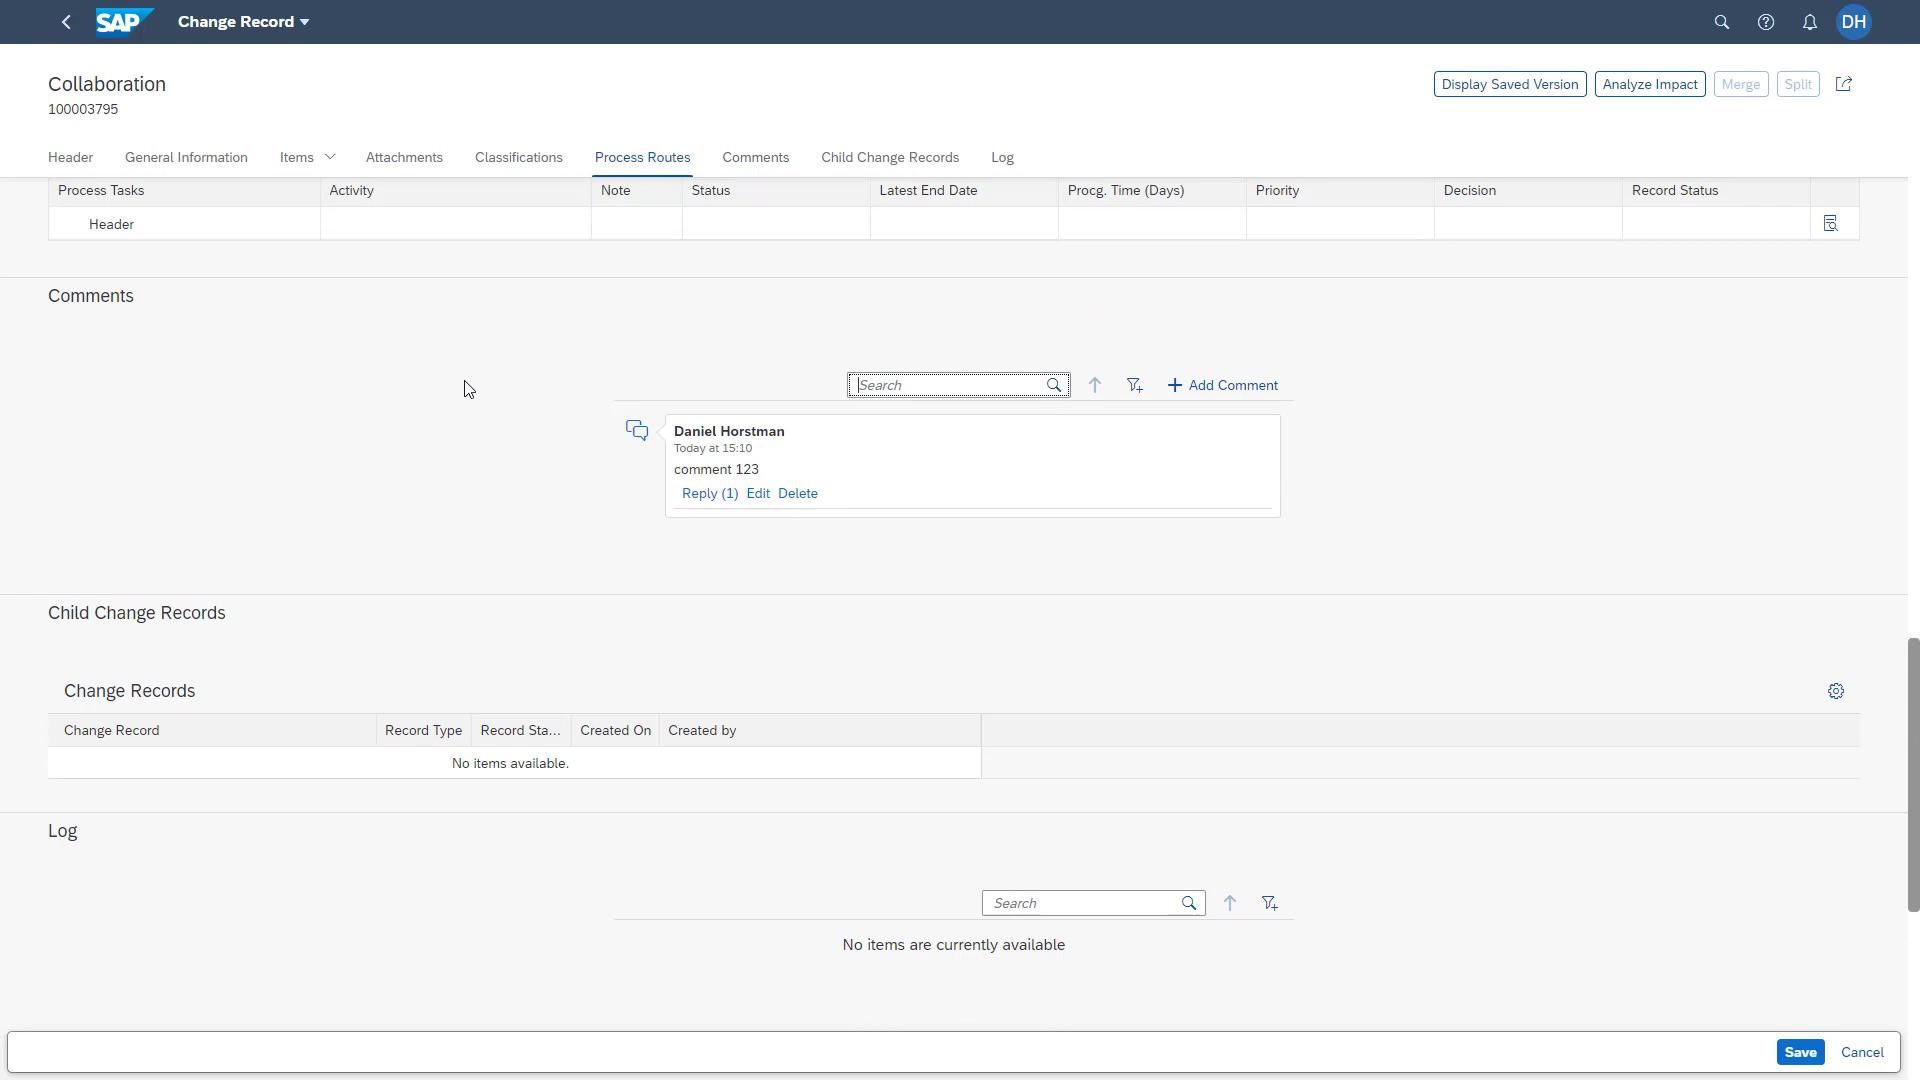 SAP Change Record DH
Collaboration
Display Saved Version Analyze Impact Merge Split
100003795
Header General Information Items Attachments Classifications Process Routes Comments Child Change Records Log
Process Tasks Activity Note Status Latest End Date Procg. Time (Days) Priority Decision Record Status
Header
Comments
Search Add Comment
Daniel Horstman
Today at 15:10
comment 123
Reply (1) Edit Delete
Child Change Records
Change Records
Change Record Record Type Record Sta... Created On Created by
No items available.
Log
Search
No items are currently available
Save Cancel